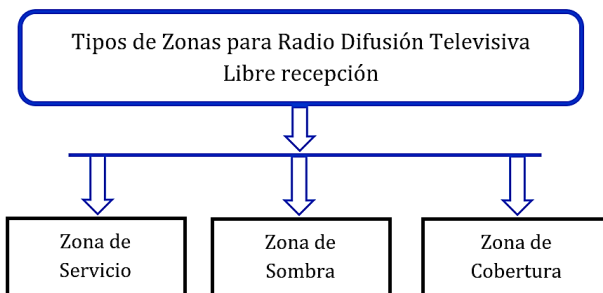 Tipos de Zonas para Radio Difusión Televisiva
Libre recepción
Zona de
Servicio
Zona de
Sombra
Zona de
Cobertura